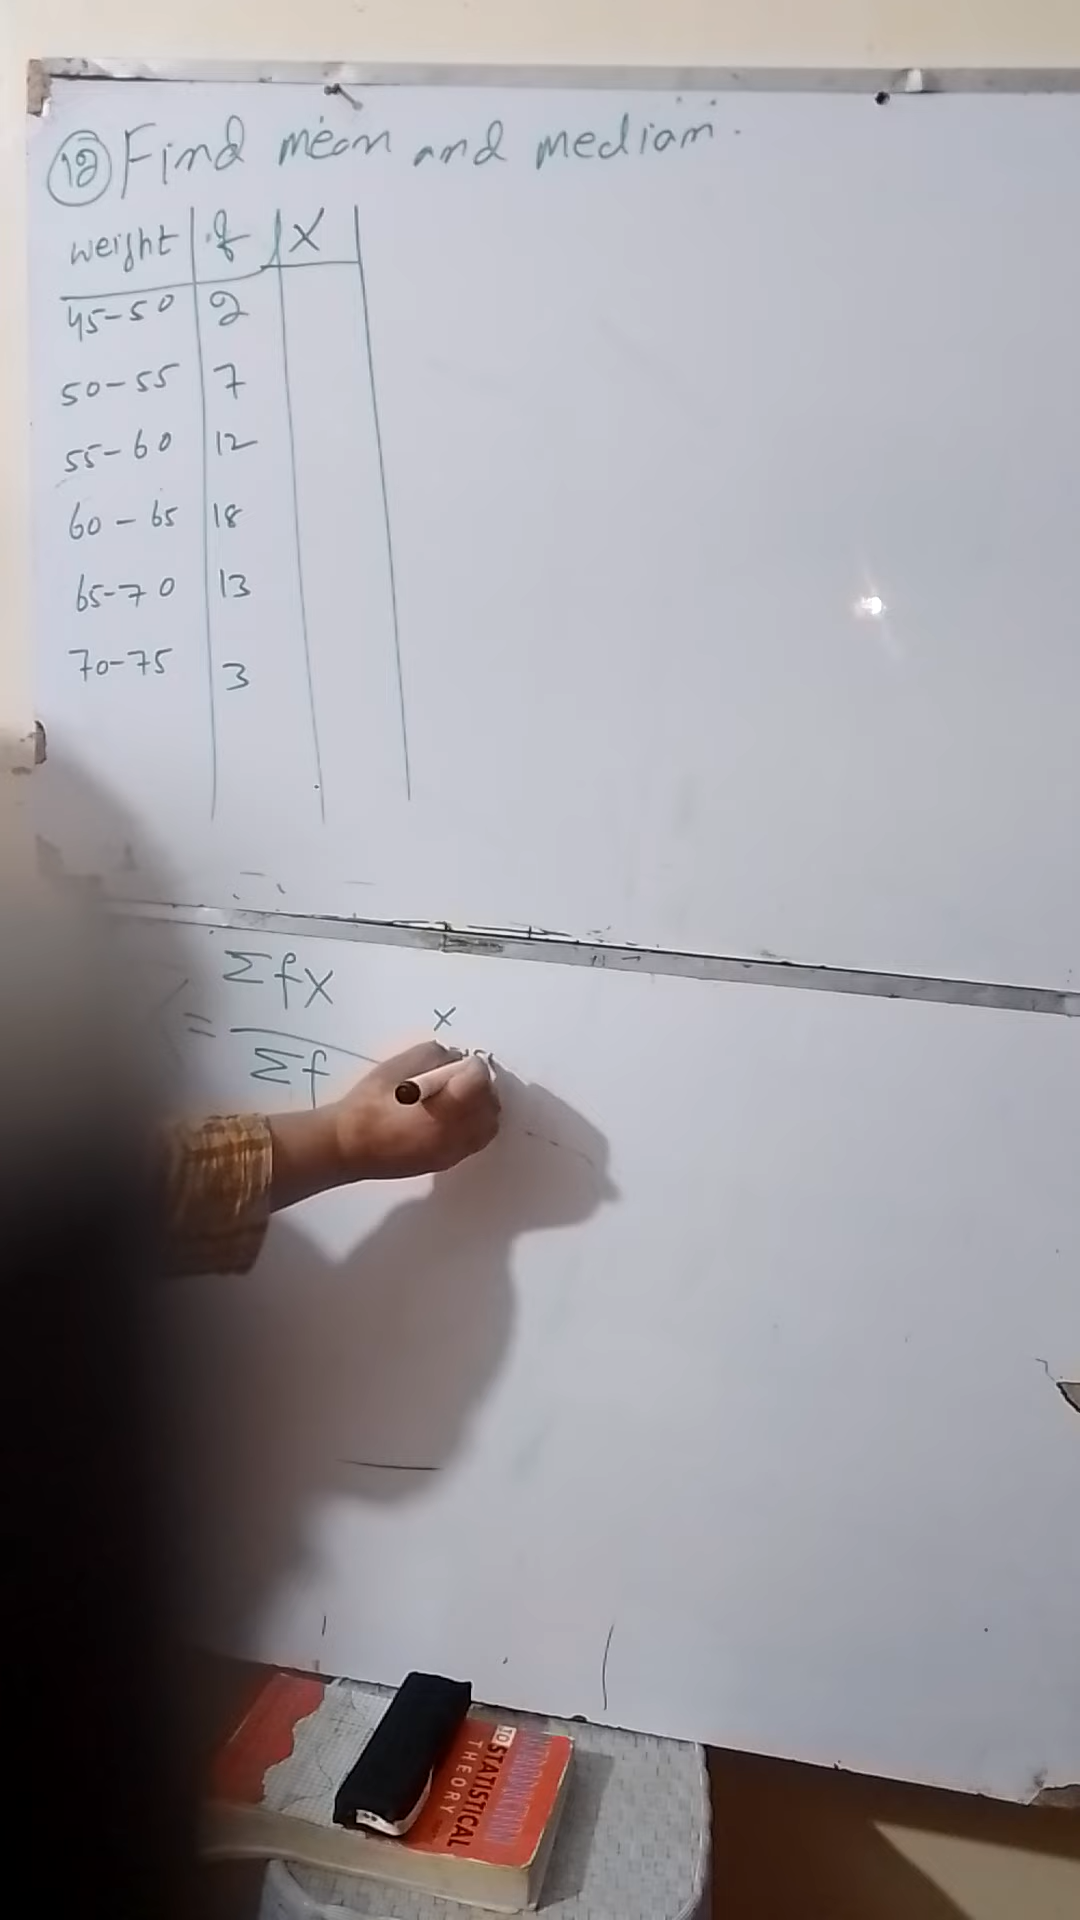 12 Find mean and median.
weight f X
45-50 2
50-55 7
55-60 12
60-65 18
65-70 13
70-75 3
= Σfx
Σf
x
TO STATISTICAL
THEORY